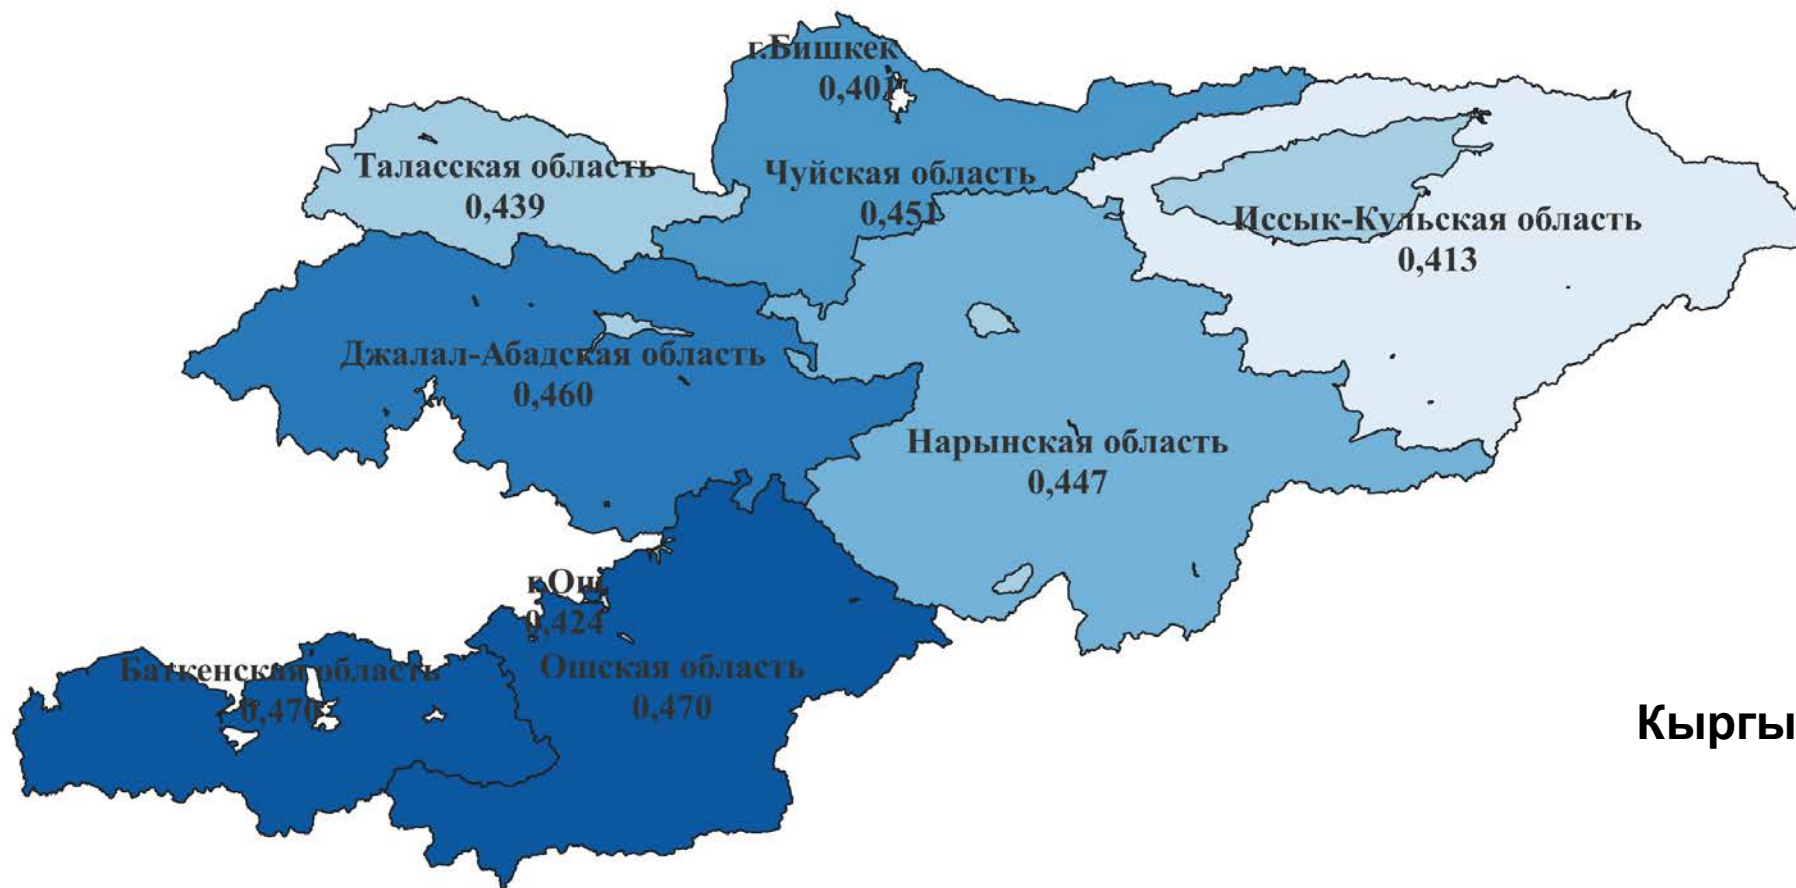 г.Бишкек
0,401
Таласская область
0,439
Чуйская область
0,451
Иссык-Кульская область
0,413
Джалал-Абадская область
0,460
Нарынская область
0,447
г.Ош
0,424
Баткенская область
0,470
Ошская область
0,470
Кыргы